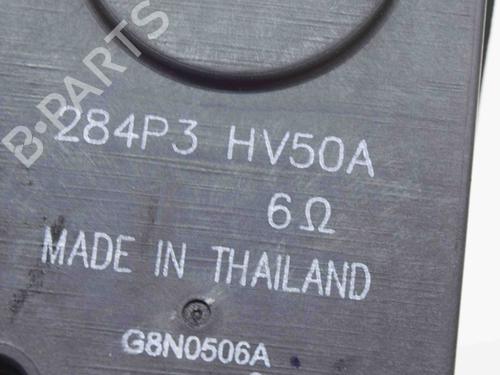 B-PARTS
284P3 HV50A
6Ω
MADE IN THAILAND
G8N0506A